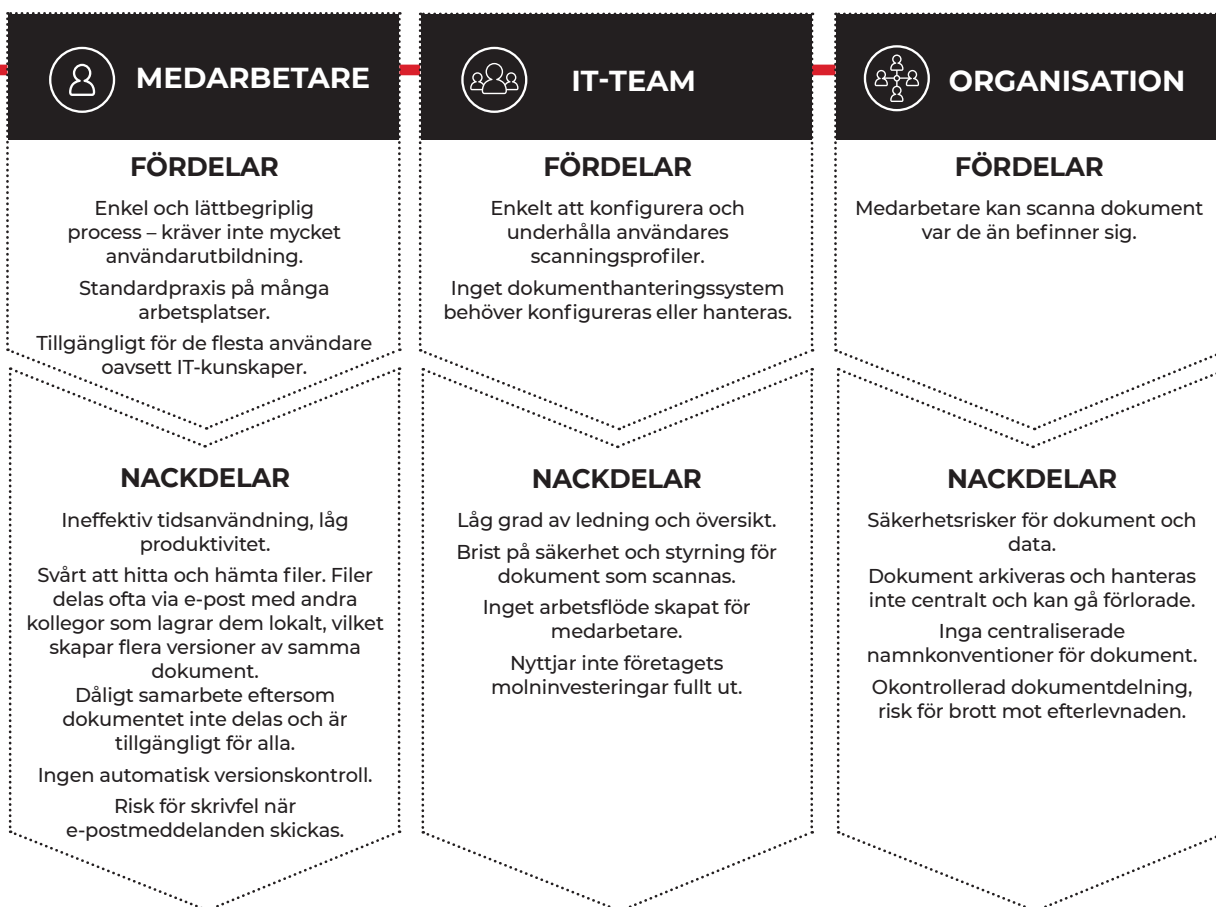 MEDARBETARE
FÖRDELAR
Enkel och lättbegriplig
process – kräver inte mycket
användarutbildning.
Standardpraxis på många
arbetsplatser.
Tillgängligt för de flesta användare
oavsett IT-kunskaper.
NACKDELAR
Ineffektiv tidsanvändning, låg
produktivitet.
Svårt att hitta och hämta filer. Filer
delas ofta via e-post med andra
kollegor som lagrar dem lokalt, vilket
skapar flera versioner av samma
dokument.
Dåligt samarbete eftersom
dokumentet inte delas och är
tillgängligt för alla.
Ingen automatisk versionskontroll.
Risk för skrivfel när
e-postmeddelanden skickas.
IT-TEAM
FÖRDELAR
Enkelt att konfigurera och
underhålla användares
scanningsprofiler.
Inget dokumenthanteringssystem
behöver konfigureras eller hanteras.
NACKDELAR
Låg grad av ledning och översikt.
Brist på säkerhet och styrning för
dokument som scannas.
Inget arbetsflöde skapat för
medarbetare.
Nyttjar inte företagets
molninvesteringar fullt ut.
ORGANISATION
FÖRDELAR
Medarbetare kan scanna dokument
var de än befinner sig.
NACKDELAR
Säkerhetsrisker för dokument och
data.
Dokument arkiveras och hanteras
inte centralt och kan gå förlorade.
Inga centraliserade
namnkonventioner för dokument.
Okontrollerad dokumentdelning,
risk för brott mot efterlevnaden.